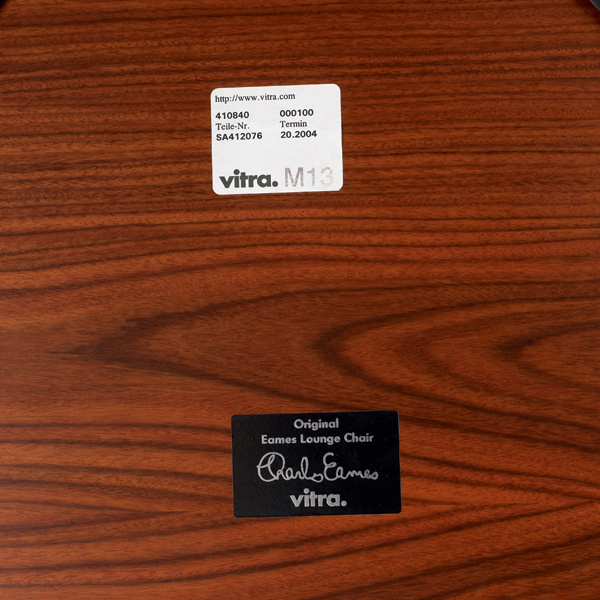 http://www.vitra.com
410840 000100
Teile-Nr. Termin
SA412076 20.2004
vitra. M13
Original
Eames Lounge Chair
Charles Eames
vitra.